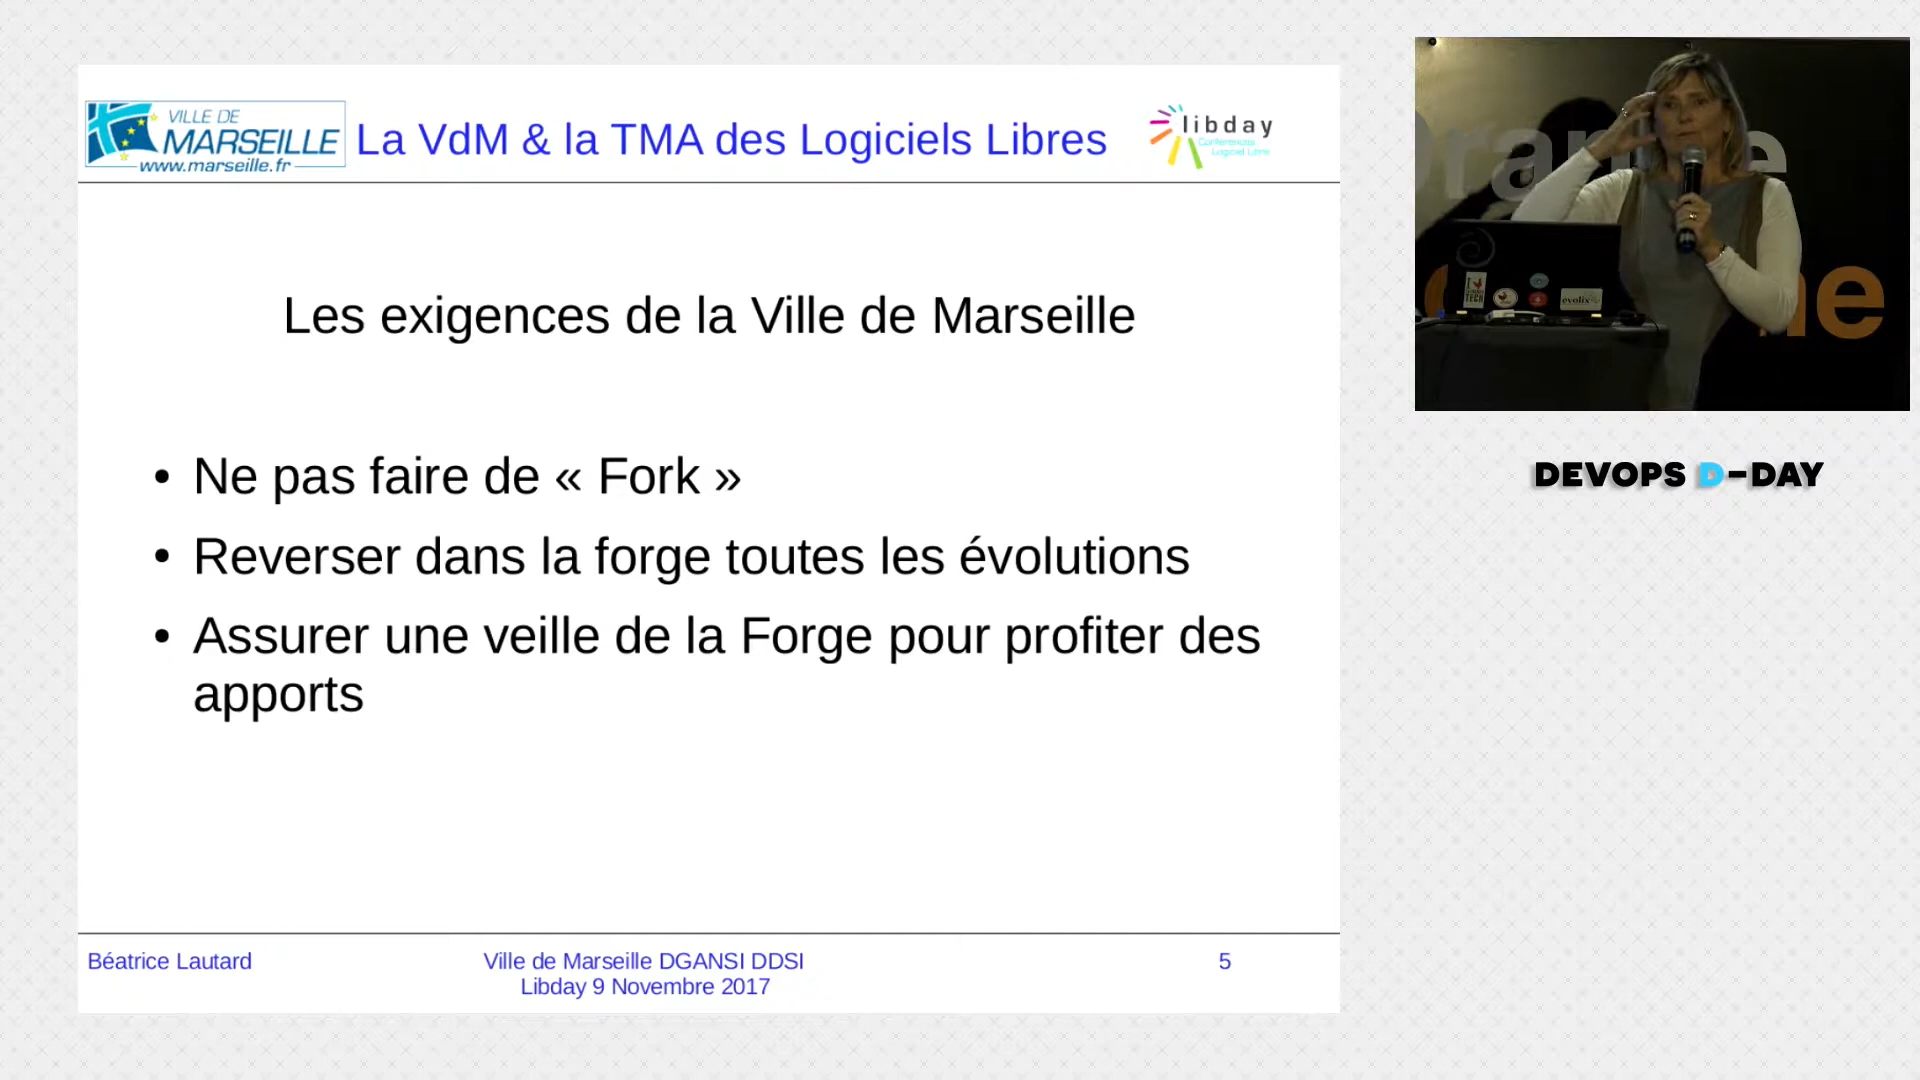 VILLE DE
MARSEILLE
www.marseille.fr
La VdM & la TMA des Logiciels Libres
libday
Conférences
Logiciel Libre
Les exigences de la Ville de Marseille
• Ne pas faire de « Fork »
• Reverser dans la forge toutes les évolutions
• Assurer une veille de la Forge pour profiter des
apports
Béatrice Lautard
Ville de Marseille DGANSI DDSI
Libday 9 Novembre 2017
5
evolix
DEVOPS D-DAY